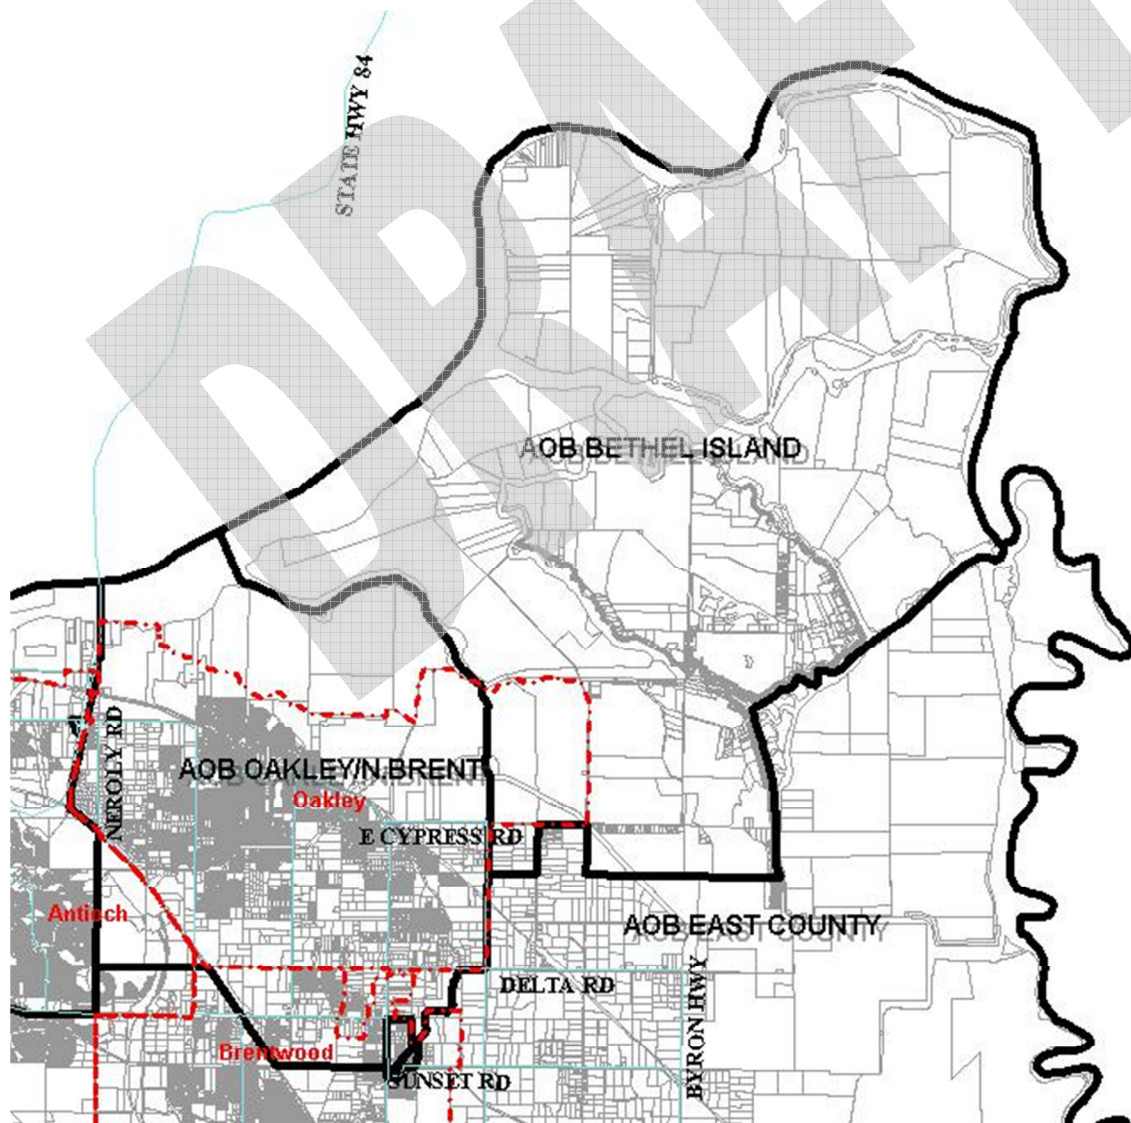 DRAFT
STATE HWY 84
AOB BETHEL ISLAND
NEROLY RD
AOB OAKLEY/N.BRENT
Oakley
E CYPRESS RD
Antioch
AOB EAST COUNTY
DELTA RD
BYRON HWY
Brentwood
SUNSET RD